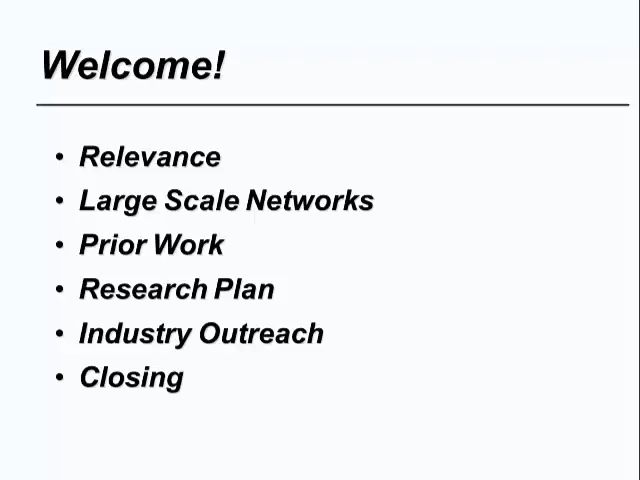 Welcome!
• Relevance
• Large Scale Networks
• Prior Work
• Research Plan
• Industry Outreach
• Closing